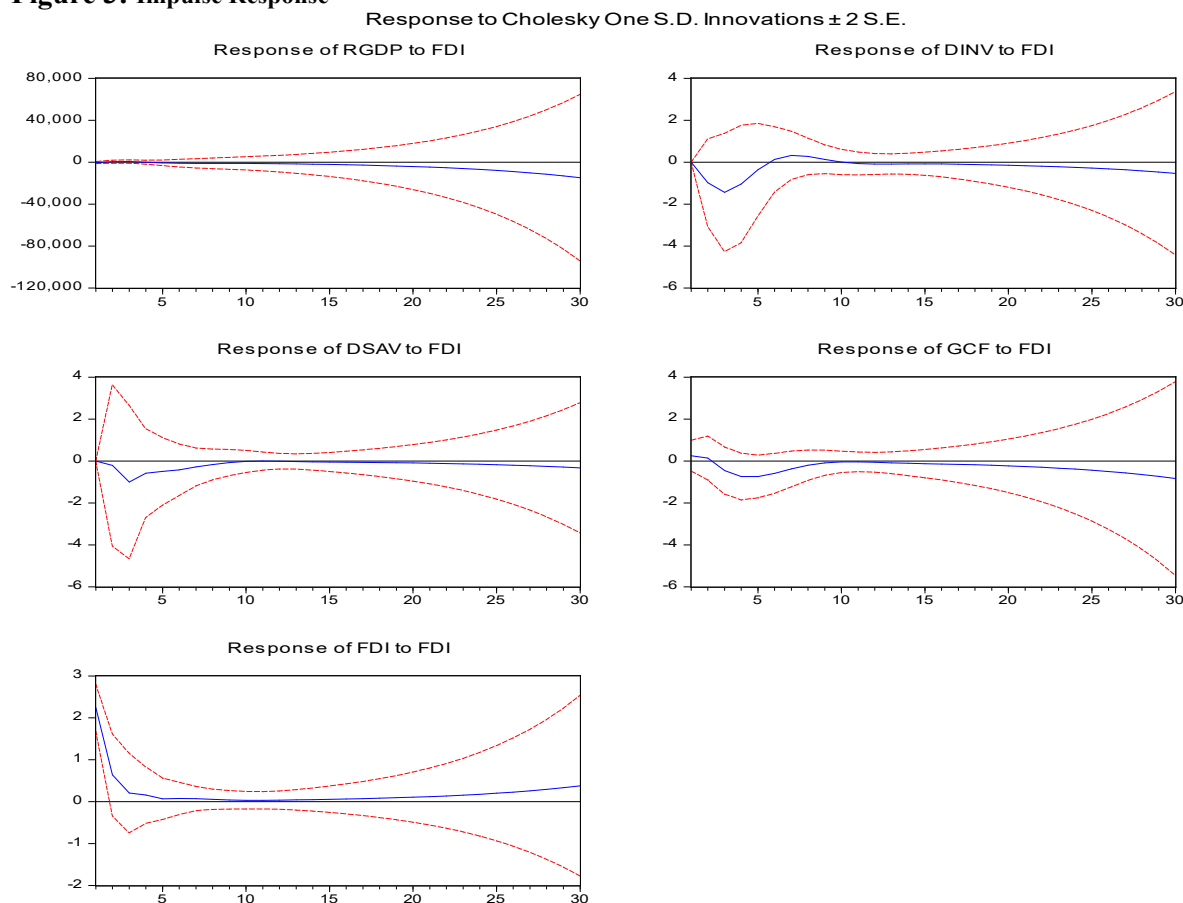 Figure 3: Impulse Response
Response to Cholesky One S.D. Innovations ± 2 S.E.
Response of RGDP to FDI
80,000
40,000
0
-40,000
-80,000
-120,000
5 10 15 20 25 30
Response of DINV to FDI
4
2
0
-2
-4
-6
5 10 15 20 25 30
Response of DSAV to FDI
4
2
0
-2
-4
-6
5 10 15 20 25 30
Response of GCF to FDI
4
2
0
-2
-4
-6
5 10 15 20 25 30
Response of FDI to FDI
3
2
1
0
-1
-2
5 10 15 20 25 30